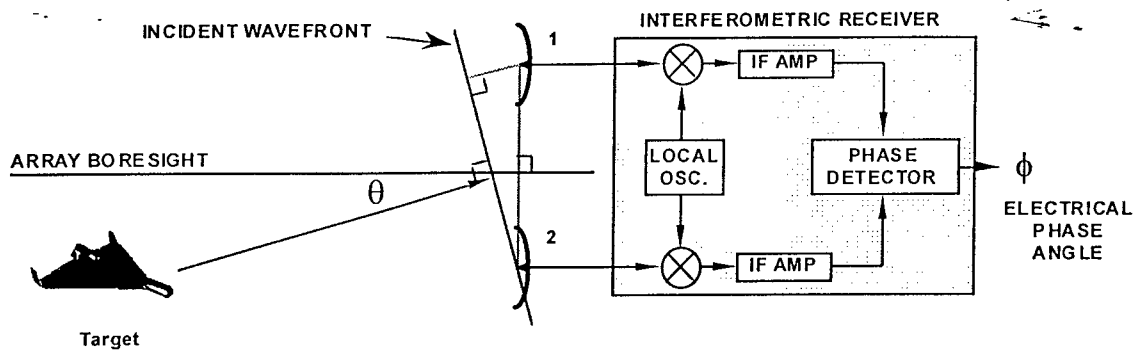 INTERFEROMETRIC RECEIVER
INCIDENT WAVEFRONT
1
IF AMP
ARRAY BORESIGHT
θ
LOCAL
OSC.
PHASE
DETECTOR
ϕ
ELECTRICAL
PHASE
ANGLE
2
IF AMP
Target